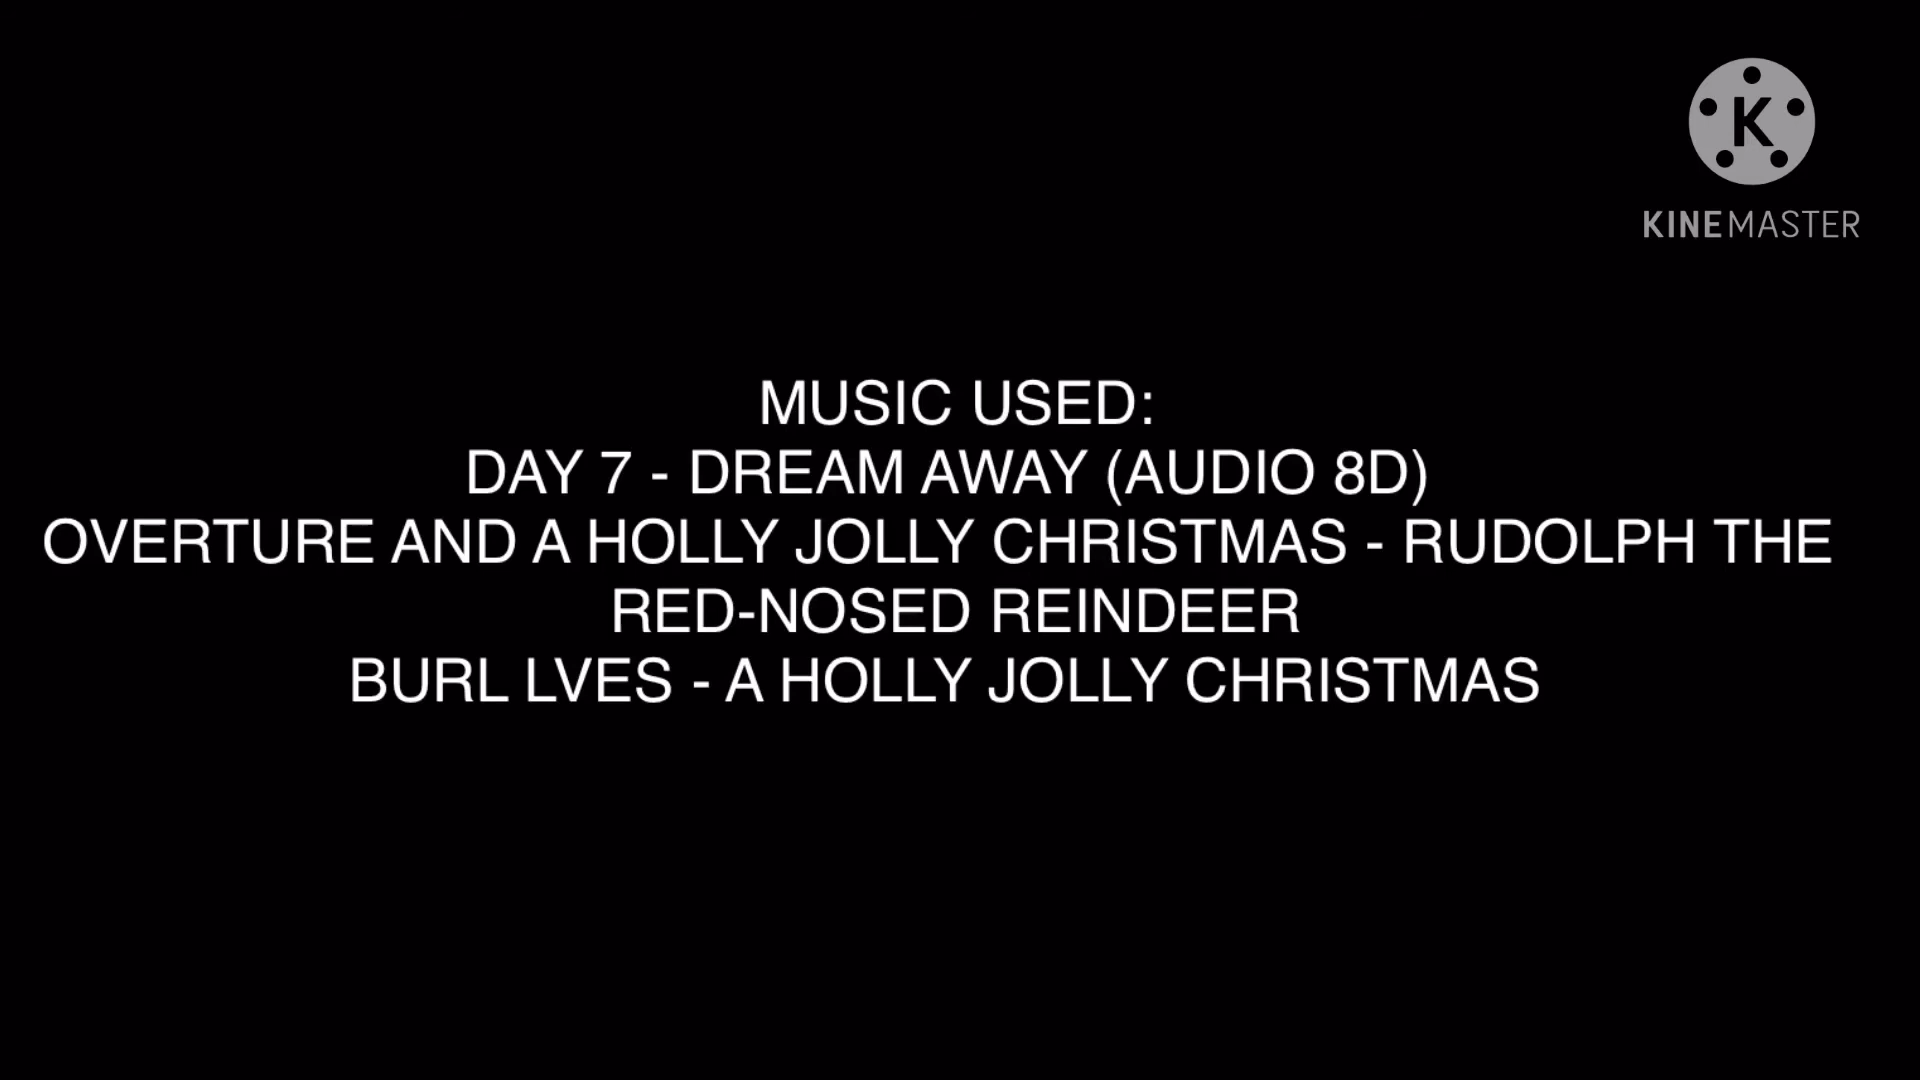 K
KINEMASTER
MUSIC USED:
DAY 7 - DREAM AWAY (AUDIO 8D)
OVERTURE AND A HOLLY JOLLY CHRISTMAS - RUDOLPH THE
RED-NOSED REINDEER
BURL LVES - A HOLLY JOLLY CHRISTMAS